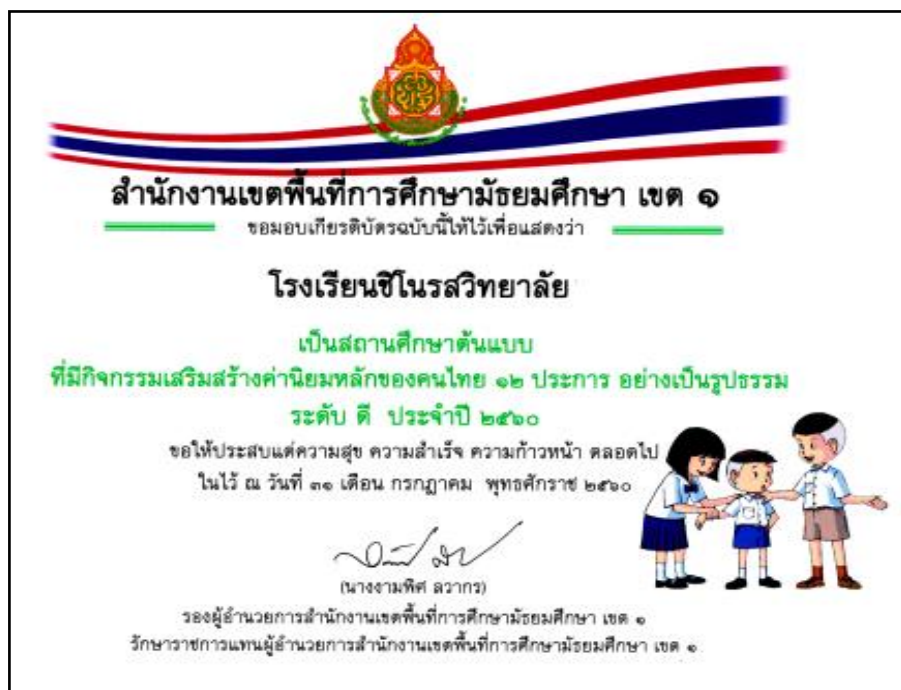 สำนักงานเขตพื้นที่การศึกษามัธยมศึกษา เขต ๑
ขอมอบเกียรติบัตรฉบับนี้ให้ไว้เพื่อแสดงว่า
โรงเรียนชิโนรสวิทยาลัย
เป็นสถานศึกษาต้นแบบ
ที่มีกิจกรรมเสริมสร้างค่านิยมหลักของคนไทย ๑๒ ประการ อย่างเป็นรูปธรรม
ระดับ ดี ประจำปี ๒๕๖๐
ขอให้ประสบแต่ความสุข ความสำเร็จ ความก้าวหน้า ตลอดไป
ในไว้ ณ วันที่ ๓๑ เดือน กรกฎาคม พุทธศักราช ๒๕๖๐
(นางงามพิศ ลวากร)
รองผู้อำนวยการสำนักงานเขตพื้นที่การศึกษามัธยมศึกษา เขต ๑
รักษาราชการแทนผู้อำนวยการสำนักงานเขตพื้นที่การศึกษามัธยมศึกษา เขต ๑